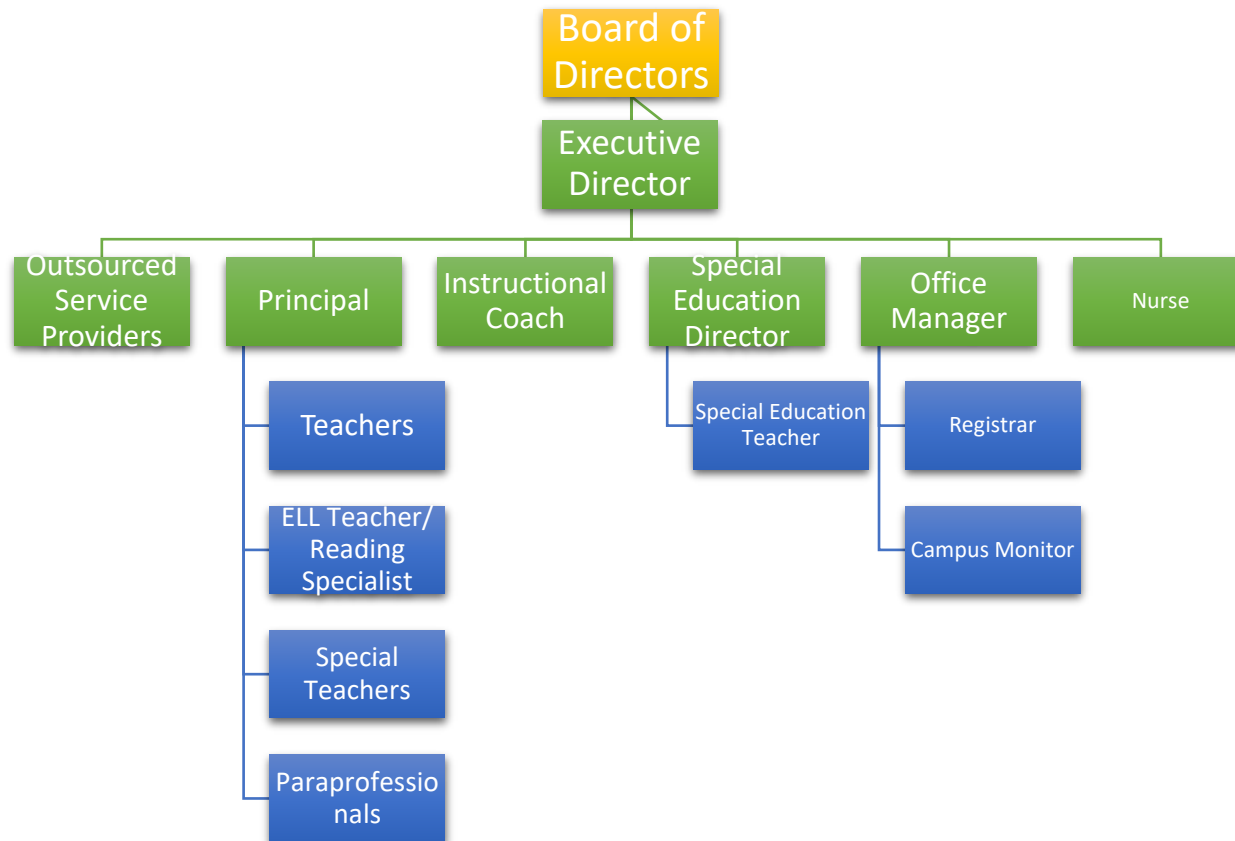 Board of
Directors
Executive
Director
Outsourced
Service
Providers
Principal
Instructional
Coach
Special
Education
Director
Office
Manager
Nurse
Teachers
ELL Teacher/
Reading
Specialist
Special
Teachers
Paraprofessio
nals
Special Education
Teacher
Registrar
Campus Monitor